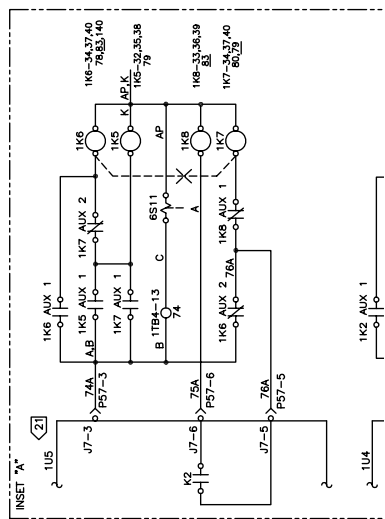 INSET "A"
21
1U5
J7-3
74A
P57-3
A,B
1K6 AUX 1
1K5 AUX 1
1K7 AUX 2
1K6
1K6-34,37,40
78,83,140
1K7 AUX 1
1K5
K
AP,K
1K5-32,35,38
79
B
1TB4-13
74
C
6S11
AP
A
K2
J7-6
75A
P57-6
1K8
1K8-33,36,39
83
J7-5
76A
P57-5
1K6 AUX 2
76A
1K8 AUX 1
1K7
1K7-34,37,40
80,79
1U4
1K2 AUX 1